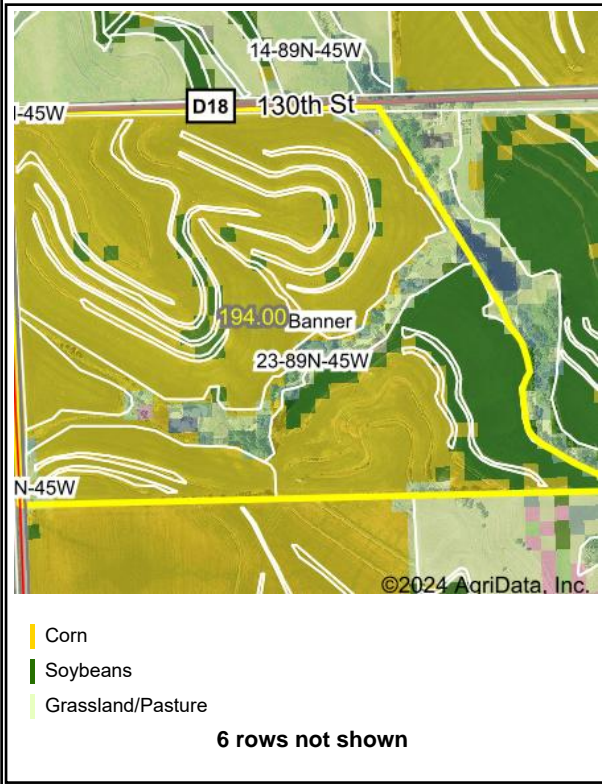 14-89N-45W
D18 130th St
I-45W
194.00 Banner
23-89N-45W
N-45W
©2024 AgriData, Inc.
Corn
Soybeans
Grassland/Pasture
6 rows not shown